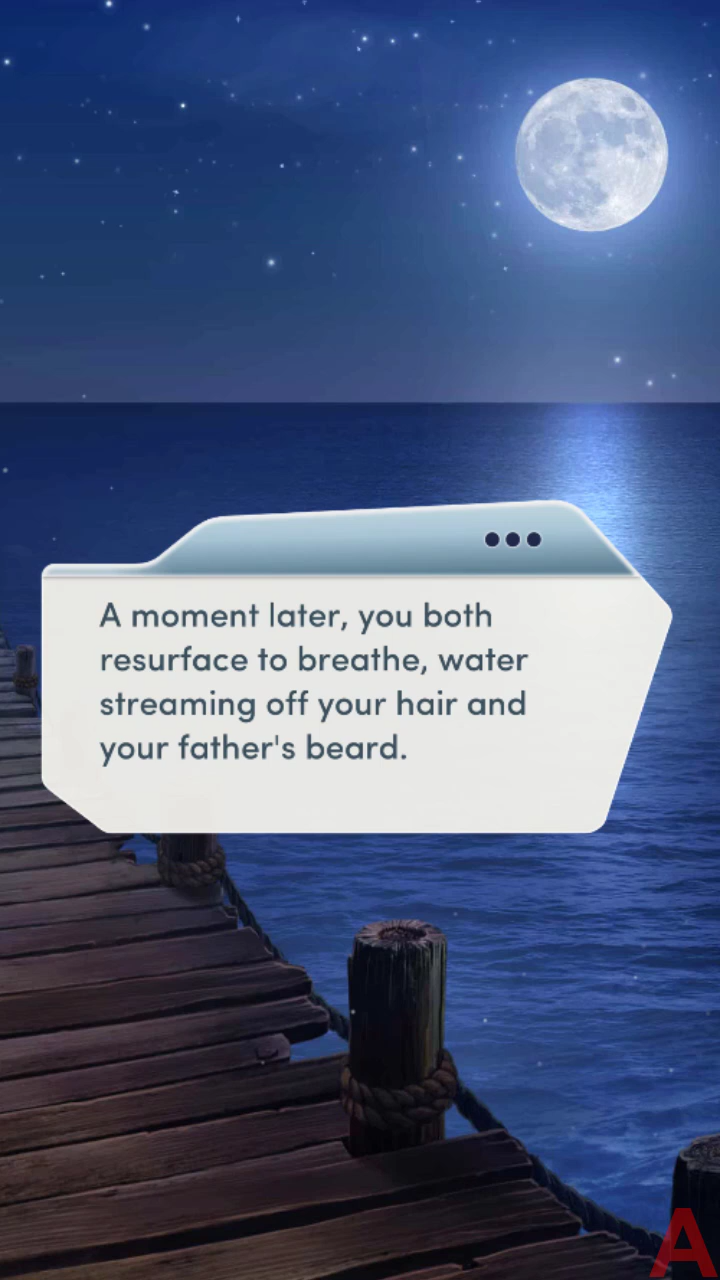 A moment later, you both
resurface to breathe, water
streaming off your hair and
your father's beard.
A